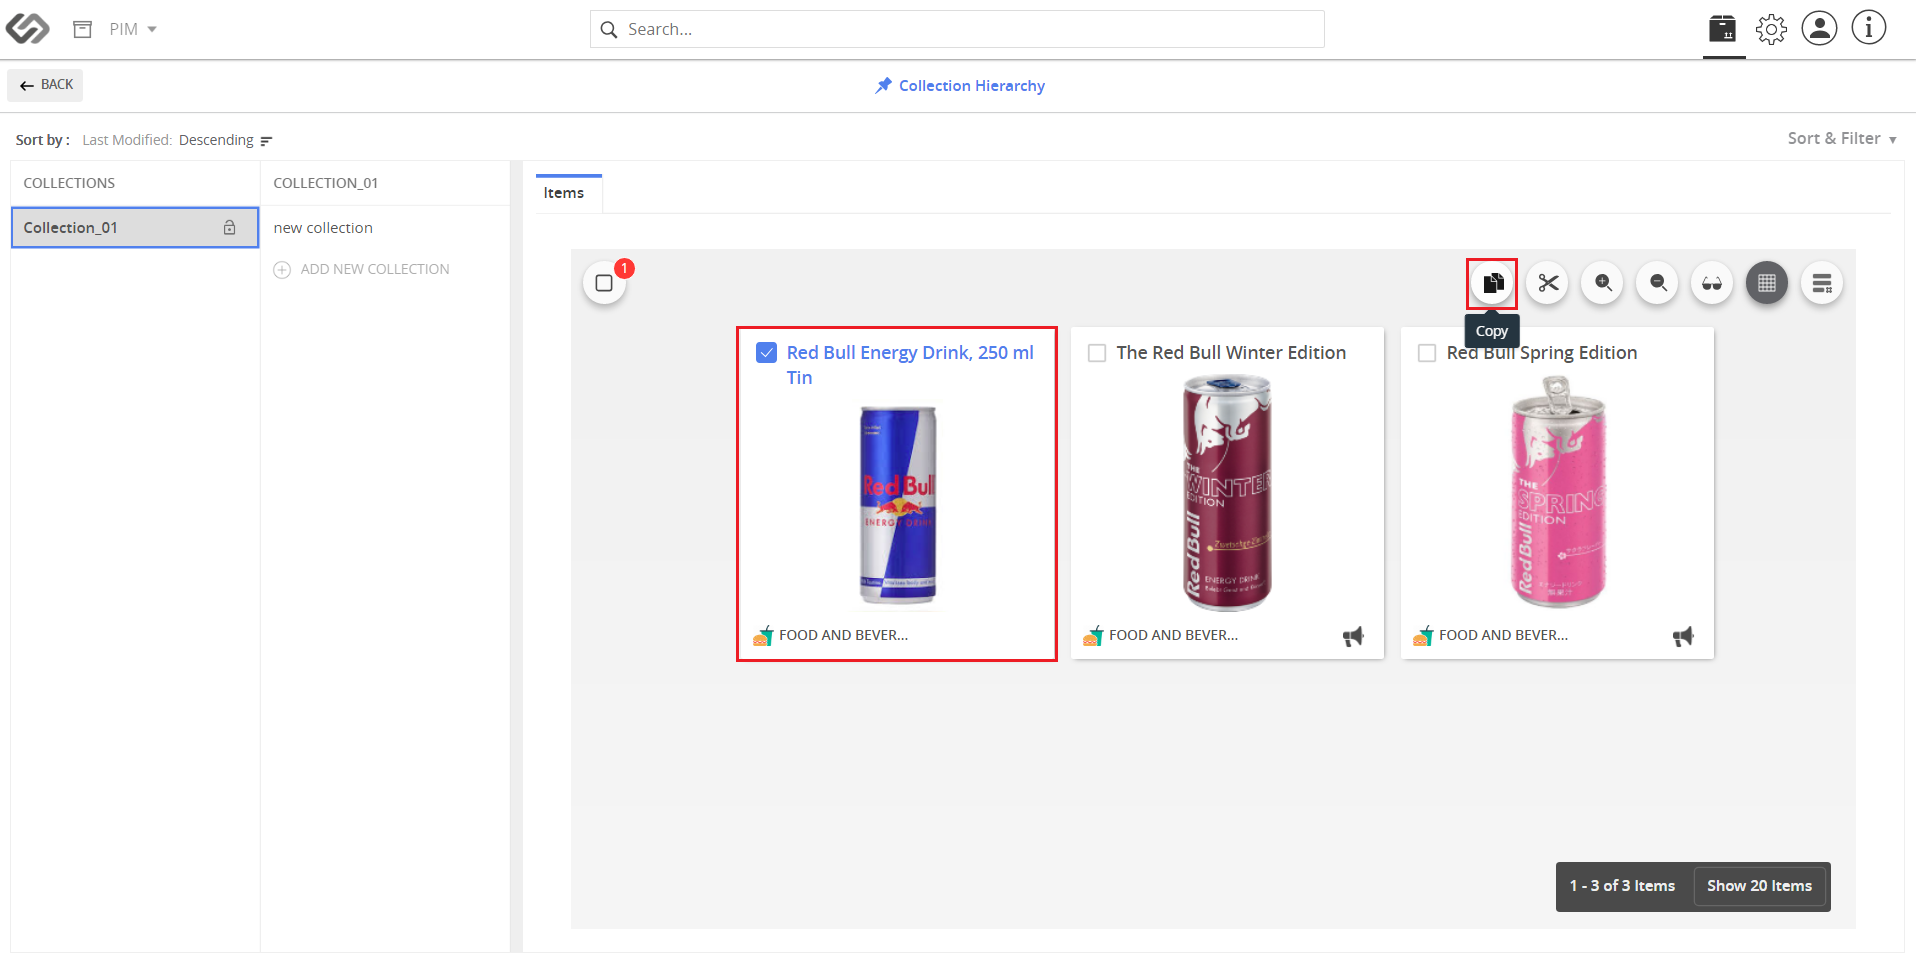 PIM
Search...
BACK
Collection Hierarchy
Sort by : Last Modified: Descending
Sort & Filter
COLLECTIONS
COLLECTION_01
Items
Collection_01
new collection
ADD NEW COLLECTION
1
Copy
Red Bull Energy Drink, 250 ml
Tin
The Red Bull Winter Edition
Red Bull Spring Edition
Red Bull
ENERGY DRINK
THE
WINTER
EDITION
Red Bull
ENERGY DRINK
THE
SPRING
EDITION
Red Bull
FOOD AND BEVER...
FOOD AND BEVER...
FOOD AND BEVER...
1 - 3 of 3 Items
Show 20 Items